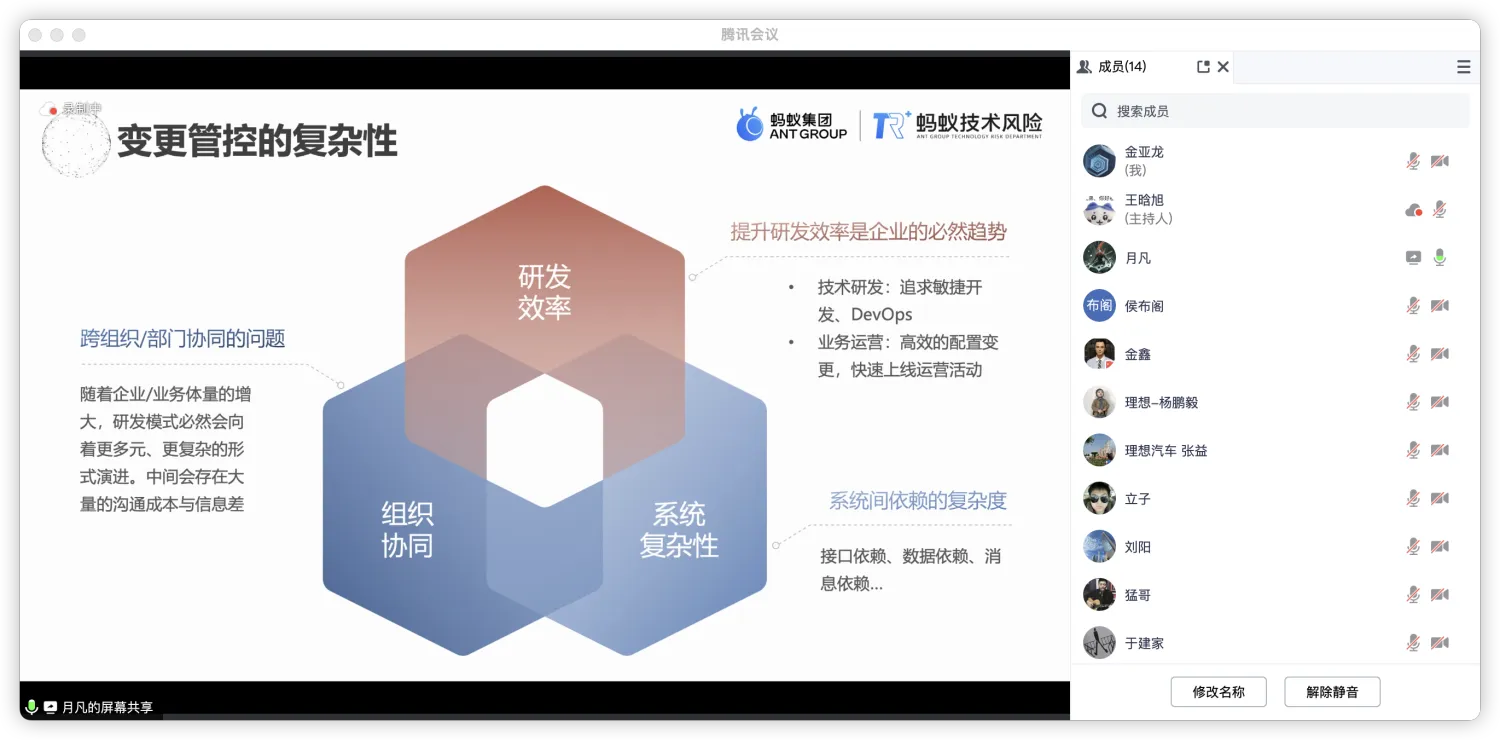 腾讯会议
录制中
变更管控的复杂性
蚂蚁集团
ANT GROUP
TR+
蚂蚁技术风险
ANT GROUP TECHNOLOGY RISK DEPARTMENT
研发
效率
组织
协同
系统
复杂性
跨组织/部门协同的问题
随着企业/业务体量的增
大，研发模式必然会向
着更多元、更复杂的形
式演进。中间会存在大
量的沟通成本与信息差
提升研发效率是企业的必然趋势
• 技术研发：追求敏捷开
发、DevOps
• 业务运营：高效的配置变
更，快速上线运营活动
系统间依赖的复杂度
接口依赖、数据依赖、消
息依赖...
月凡的屏幕共享
成员(14)
搜索成员
金亚龙
(我)
王晗旭
(主持人)
月凡
布阁
侯布阁
金鑫
理想-杨鹏毅
理想汽车 张益
立子
刘阳
猛哥
于建家
修改名称
解除静音